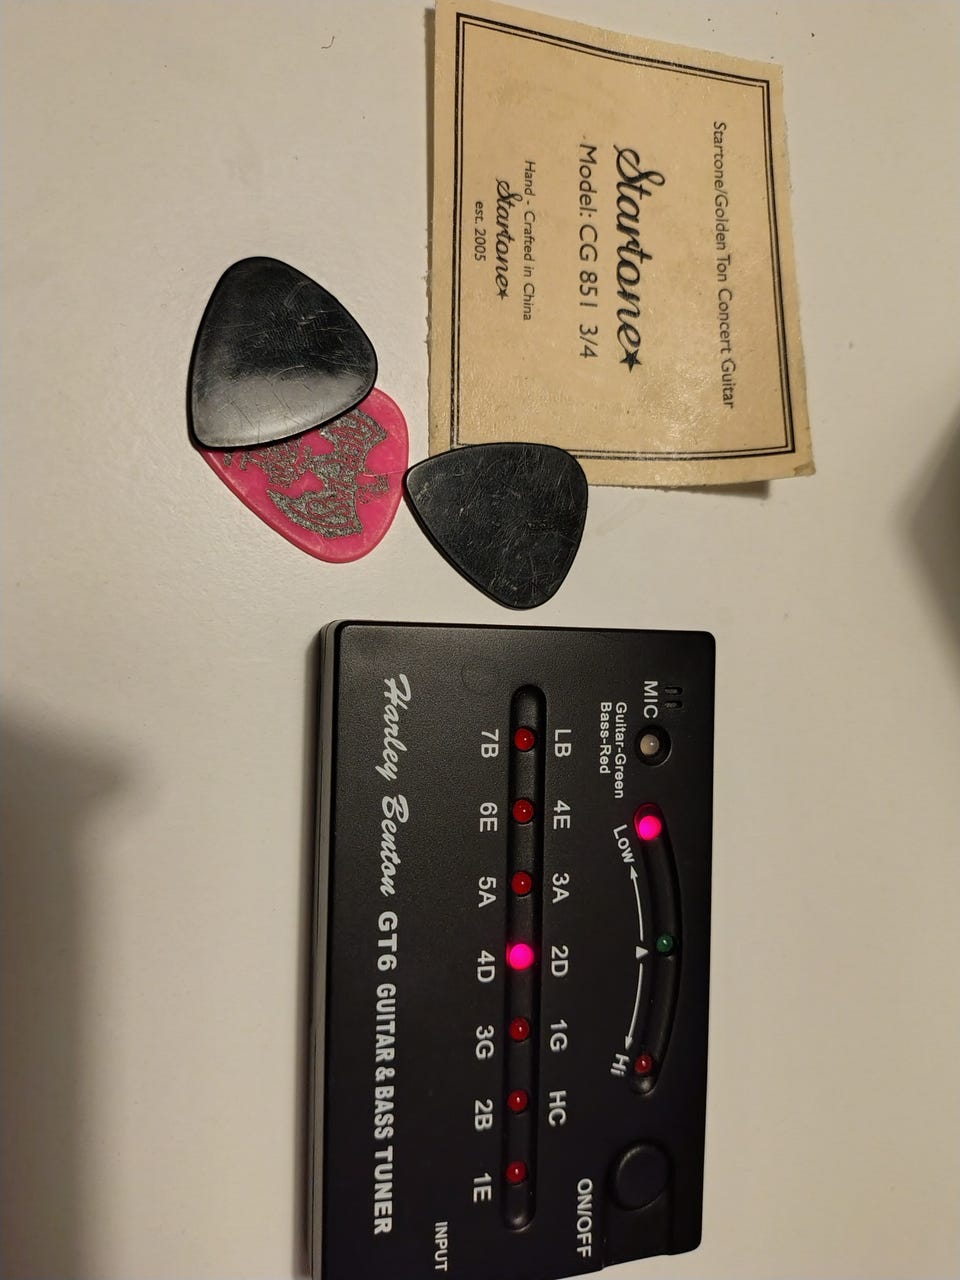 Startone/Golden Ton Concert Guitar
Startone
Model: CG 851 3/4
Hand - Crafted in China
Startone
est. 2005
MIC
Guitar-Green
Bass-Red
Low
Hi
ON/OFF
LB 4E 3A 2D 1G HC
7B 6E 5A 4D 3G 2B 1E
INPUT
Harley Benton GT6 GUITAR & BASS TUNER